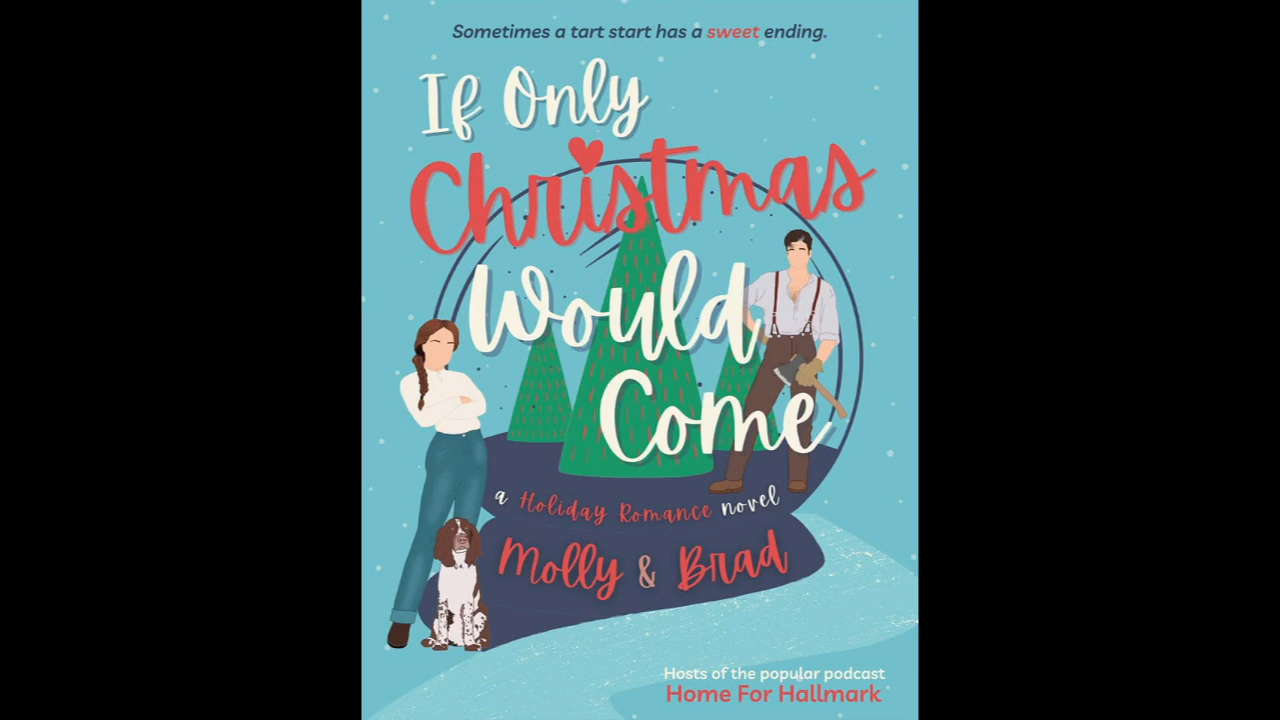 Sometimes a tart start has a sweet ending.
If Only
Christmas
Would
Come
a Holiday Romance novel
Molly & Brad
Hosts of the popular podcast
Home For Hallmark